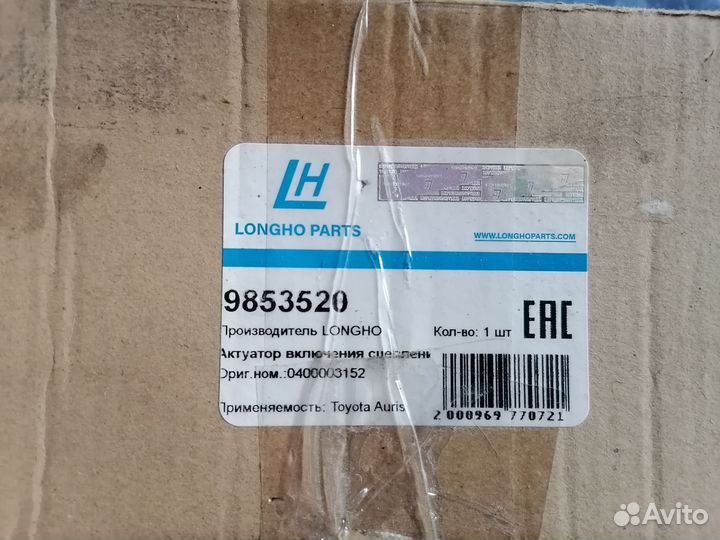 LH
LONGHO PARTS
WWW.LONGHOPARTS.COM
9853520
Производитель LONGHO
Кол-во: 1 шт
EAC
Актуатор включения сцеплени
Ориг.ном.:0400003152
Применяемость: Toyota Auris
2 000969 770721
Avito